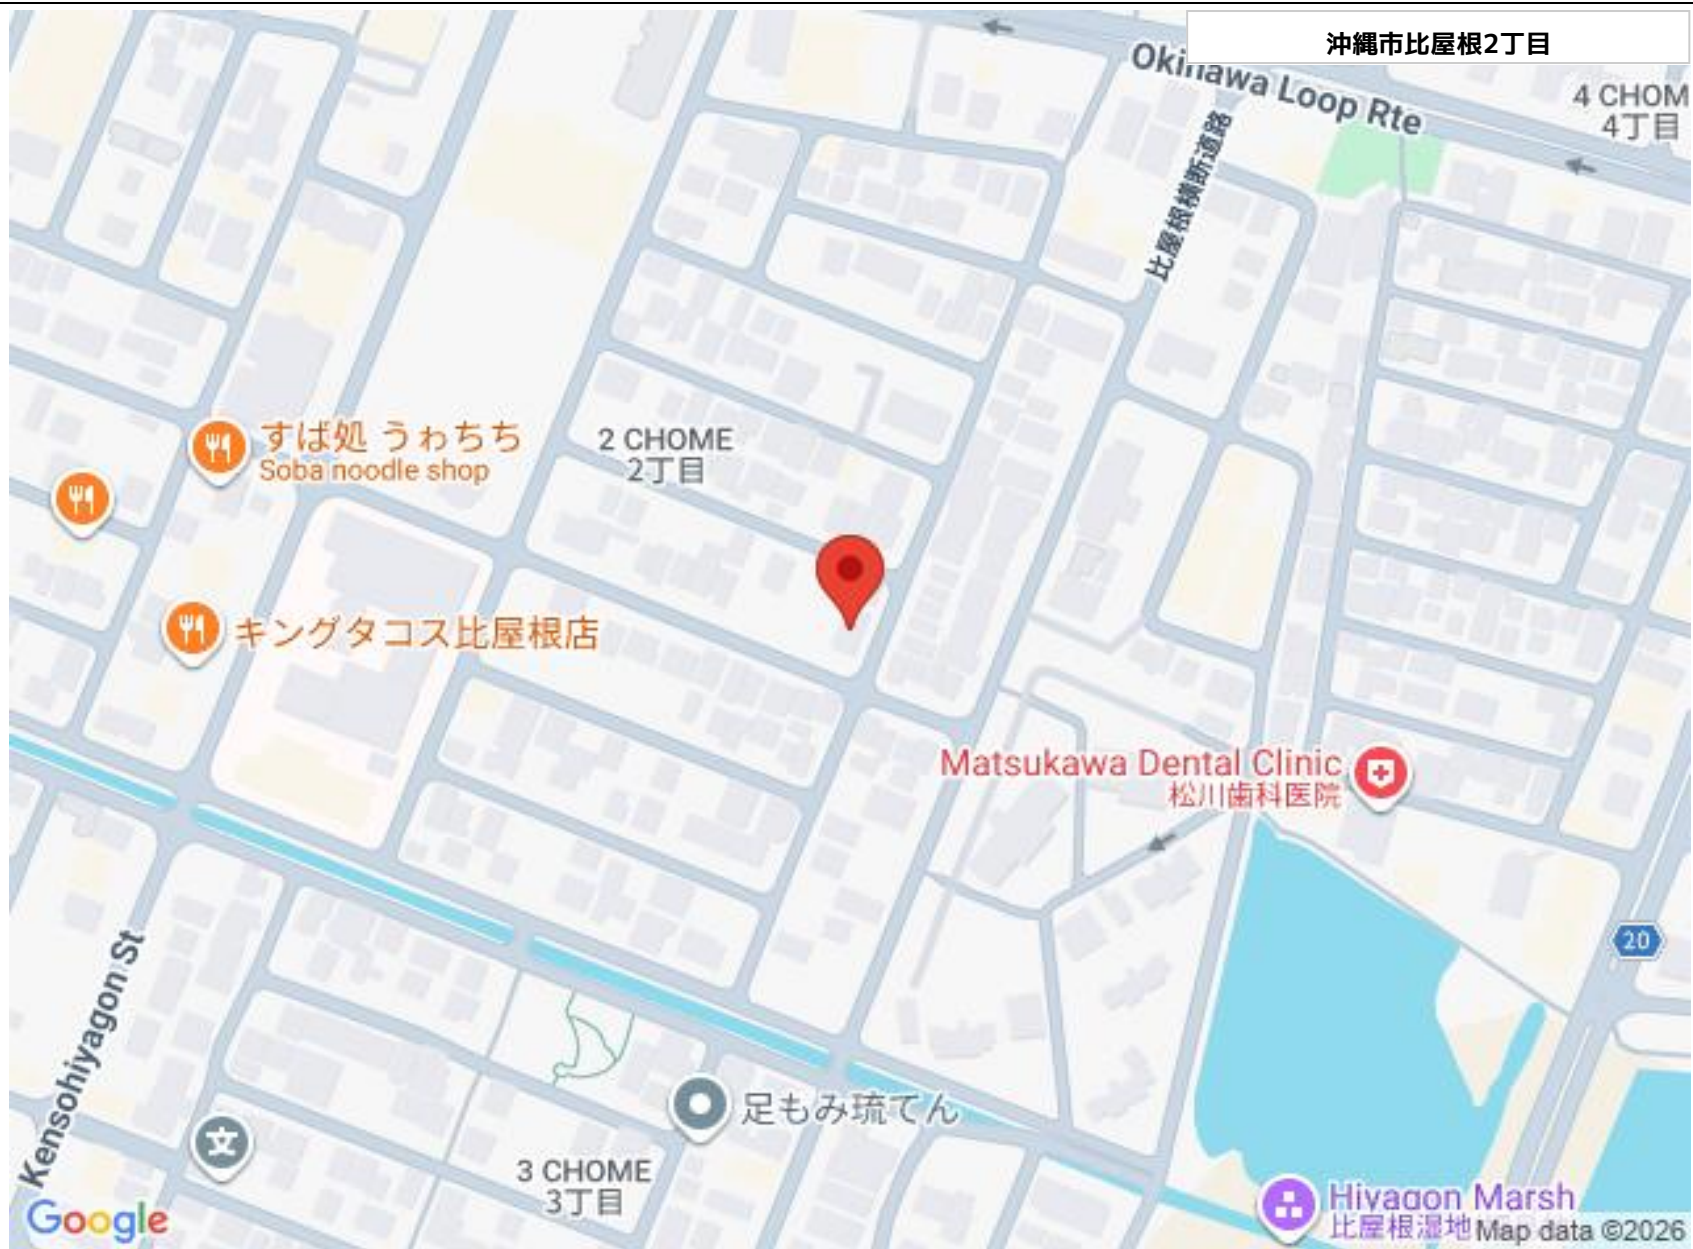 沖縄市比屋根2丁目
Okinawa Loop Rte
4 CHOM
4丁目
比屋根横断道路
すば処 うわちち
Soba noodle shop
2 CHOME
2丁目
キングタコス比屋根店
Matsukawa Dental Clinic
松川歯科医院
20
Kensohiyagon St
足もみ琉てん
文
3 CHOME
3丁目
Hiyagon Marsh
比屋根湿地
Google
Map data ©2026